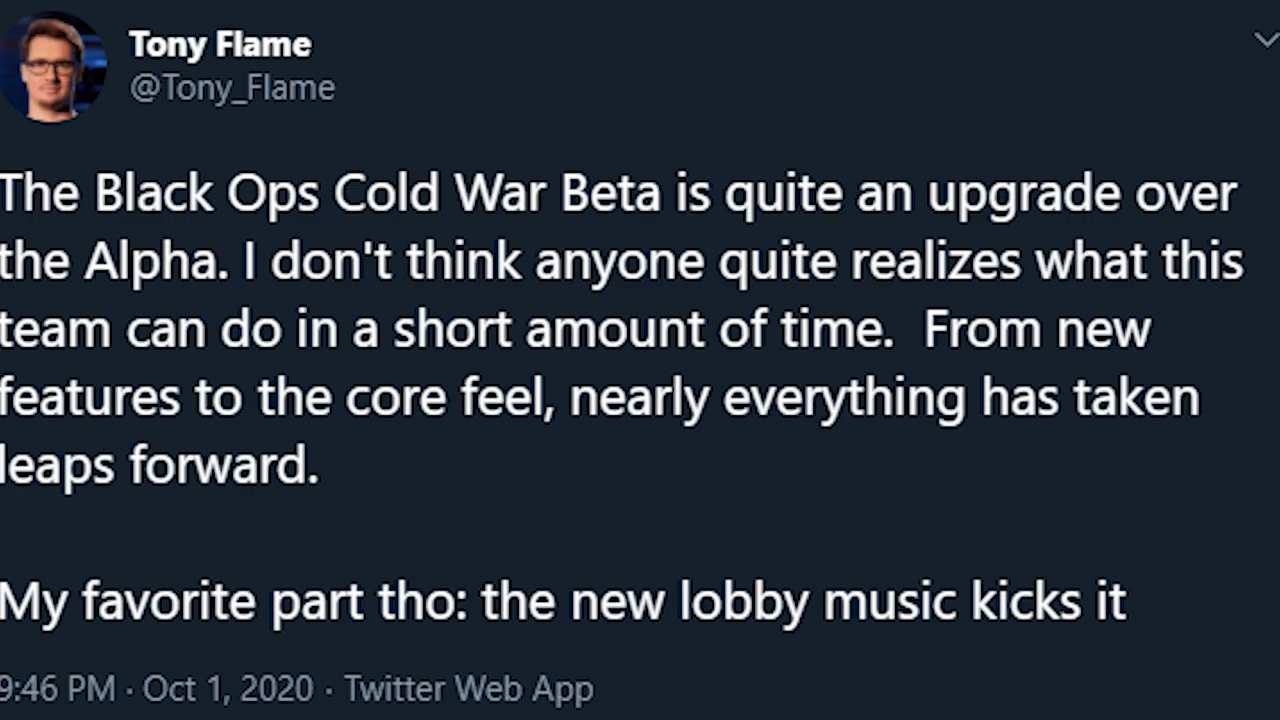 Tony Flame
@Tony_Flame
The Black Ops Cold War Beta is quite an upgrade over
the Alpha. I don't think anyone quite realizes what this
team can do in a short amount of time.  From new
features to the core feel, nearly everything has taken
leaps forward.
My favorite part tho: the new lobby music kicks it
9:46 PM · Oct 1, 2020 · Twitter Web App